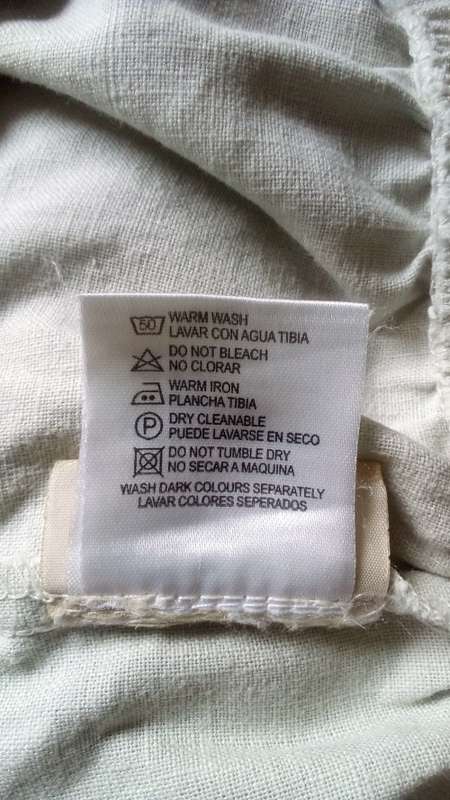 50 WARM WASH
LAVAR CON AGUA TIBIA
DO NOT BLEACH
NO CLORAR
WARM IRON
PLANCHA TIBIA
P DRY CLEANABLE
PUEDE LAVARSE EN SECO
DO NOT TUMBLE DRY
NO SECAR A MAQUINA
WASH DARK COLOURS SEPARATELY
LAVAR COLORES SEPERADOS